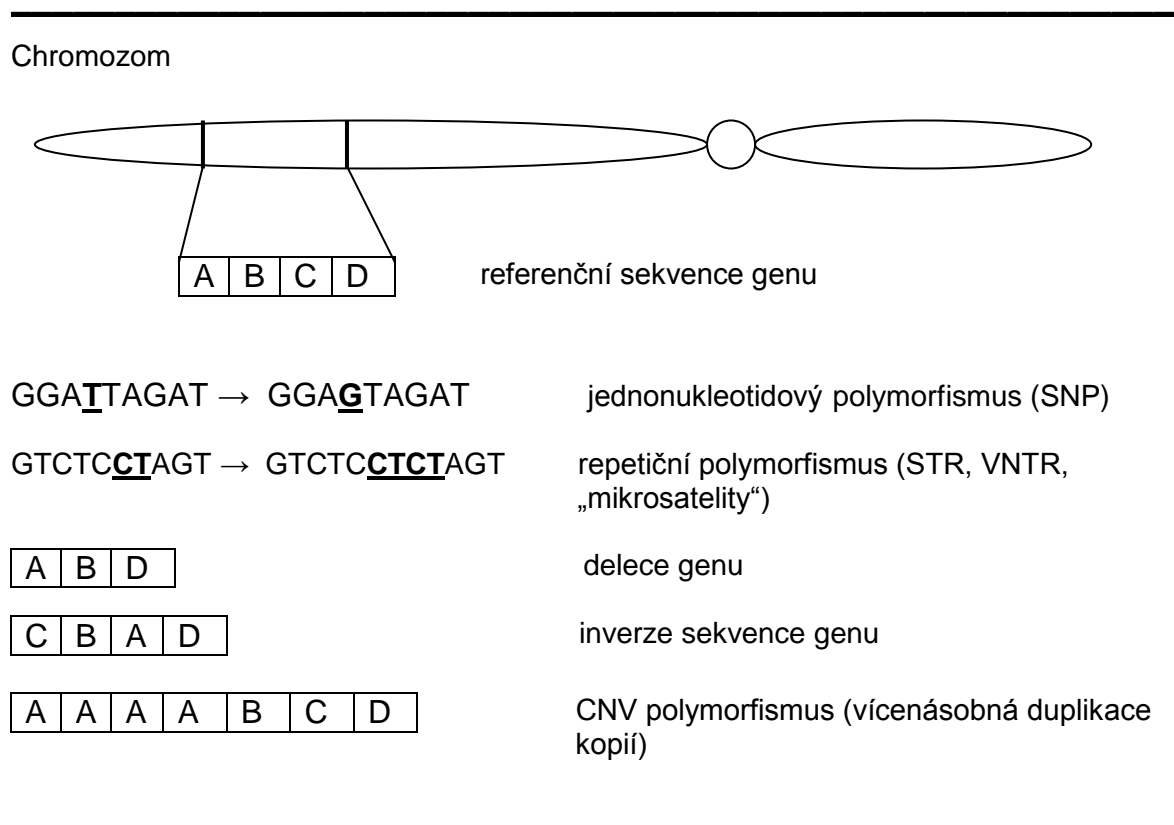 Chromozom
A B C D referenční sekvence genu
GGATTAGAT → GGAGTAGAT jednonukleotidový polymorfismus (SNP)
GTCTCCTAGT → GTCTCCTCTAGT repetiční polymorfismus (STR, VNTR,
„mikrosatelity“)
A B D delece genu
C B A D inverze sekvence genu
A A A A B C D CNV polymorfismus (vícenásobná duplikace
kopií)